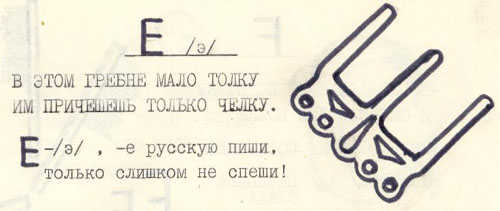 Е /э/
В ЭТОМ ГРЕБНЕ МАЛО ТОЛКУ
ИМ ПРИЧЕШЕШЬ ТОЛЬКО ЧЕЛКУ.
Е -/э/ , -е русскую пиши,
только слишком не спеши!